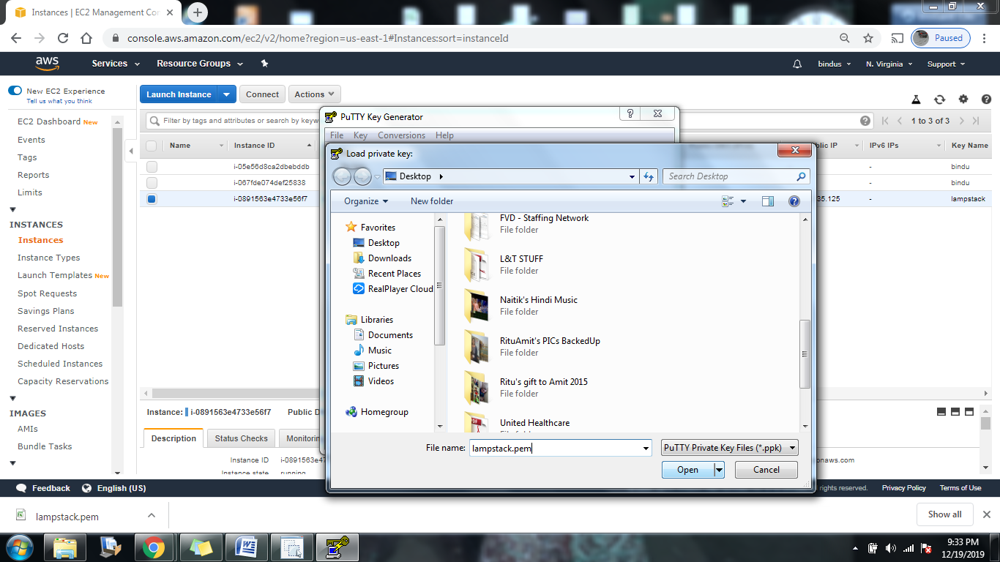 Instances | EC2 Management Con
console.aws.amazon.com/ec2/v2/home?region=us-east-1#Instances:sort=instanceId
Paused
aws
Services
Resource Groups
bindus
N. Virginia
Support
New EC2 Experience
Tell us what you think
Launch Instance
Connect
Actions
EC2 Dashboard New
Events
Tags
Reports
Limits
INSTANCES
Instances
Instance Types
Launch Templates New
Spot Requests
Savings Plans
Reserved Instances
Dedicated Hosts
Scheduled Instances
Capacity Reservations
IMAGES
AMIs
Bundle Tasks
Filter by tags and attributes or search by keyw
1 to 3 of 3
Name
Instance ID
blic IP
IPv6 IPs
Key Name
i-05e56d8ca2dbebddb
-
bindu
i-067fde074def25838
-
bindu
i-0891563e4733e56f7
35.125
-
lampstack
PuTTY Key Generator
File
Key
Conversions
Help
Load private key:
Desktop
Search Desktop
Organize
New folder
Favorites
Desktop
Downloads
Recent Places
RealPlayer Cloud
Libraries
Documents
Music
Pictures
Videos
Homegroup
FVD - Staffing Network
File folder
L&T STUFF
File folder
Naitik's Hindi Music
File folder
RituAmit's PICs BackedUp
File folder
Ritu's gift to Amit 2015
File folder
United Healthcare
File folder
File name:
lampstack.pem
PuTTY Private Key Files (*.ppk)
Open
Cancel
Instance:
i-0891563e4733e56f7
Public D
Description
Status Checks
Monitorin
Instance ID
i-0891563e47
onaws.com
Instance state
running
Feedback
English (US)
rights reserved.
Privacy Policy
Terms of Use
lampstack.pem
Show all
9:33 PM
12/19/2019